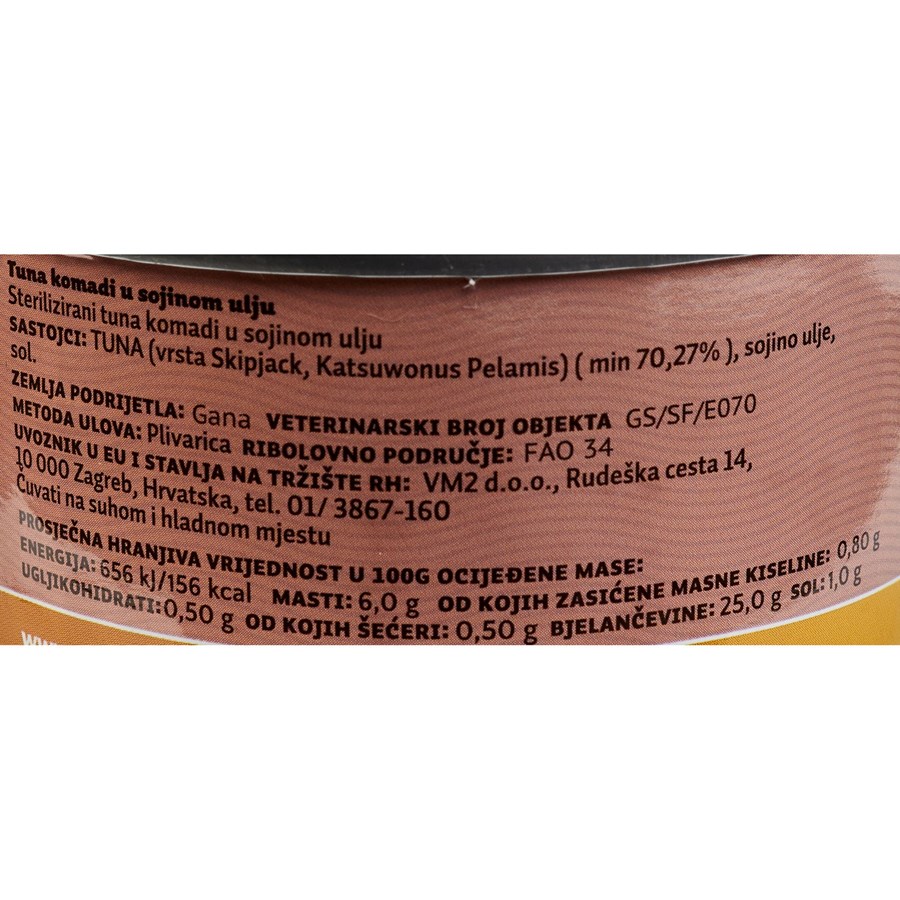 Tuna komadi u sojinom ulju
Sterilizirani tuna komadi u sojinom ulju
SASTOJCI: TUNA (vrsta Skipjack, Katsuwonus Pelamis) ( min 70,27% ), sojino ulje,
sol.
ZEMLJA PODRIJETLA: Gana VETERINARSKI BROJ OBJEKTA GS/SF/E070
METODA ULOVA: Plivarica RIBOLOVNO PODRUČJE: FAO 34
UVOZNIK U EU I STAVLJA NA TRŽIŠTE RH: VM2 d.o.o., Rudeška cesta 14,
10 000 Zagreb, Hrvatska, tel. 01/ 3867-160
Čuvati na suhom i hladnom mjestu
PROSJEČNA HRANJIVA VRIJEDNOST U 100G OCIJEĐENE MASE:
ENERGIJA: 656 kJ/156 kcal MASTI: 6,0 g OD KOJIH ZASIĆENE MASNE KISELINE: 0,80 g
UGLJIKOHIDRATI: 0,50 g OD KOJIH ŠEĆERI: 0,50 g BJELANČEVINE: 25,0 g SOL: 1,0 g